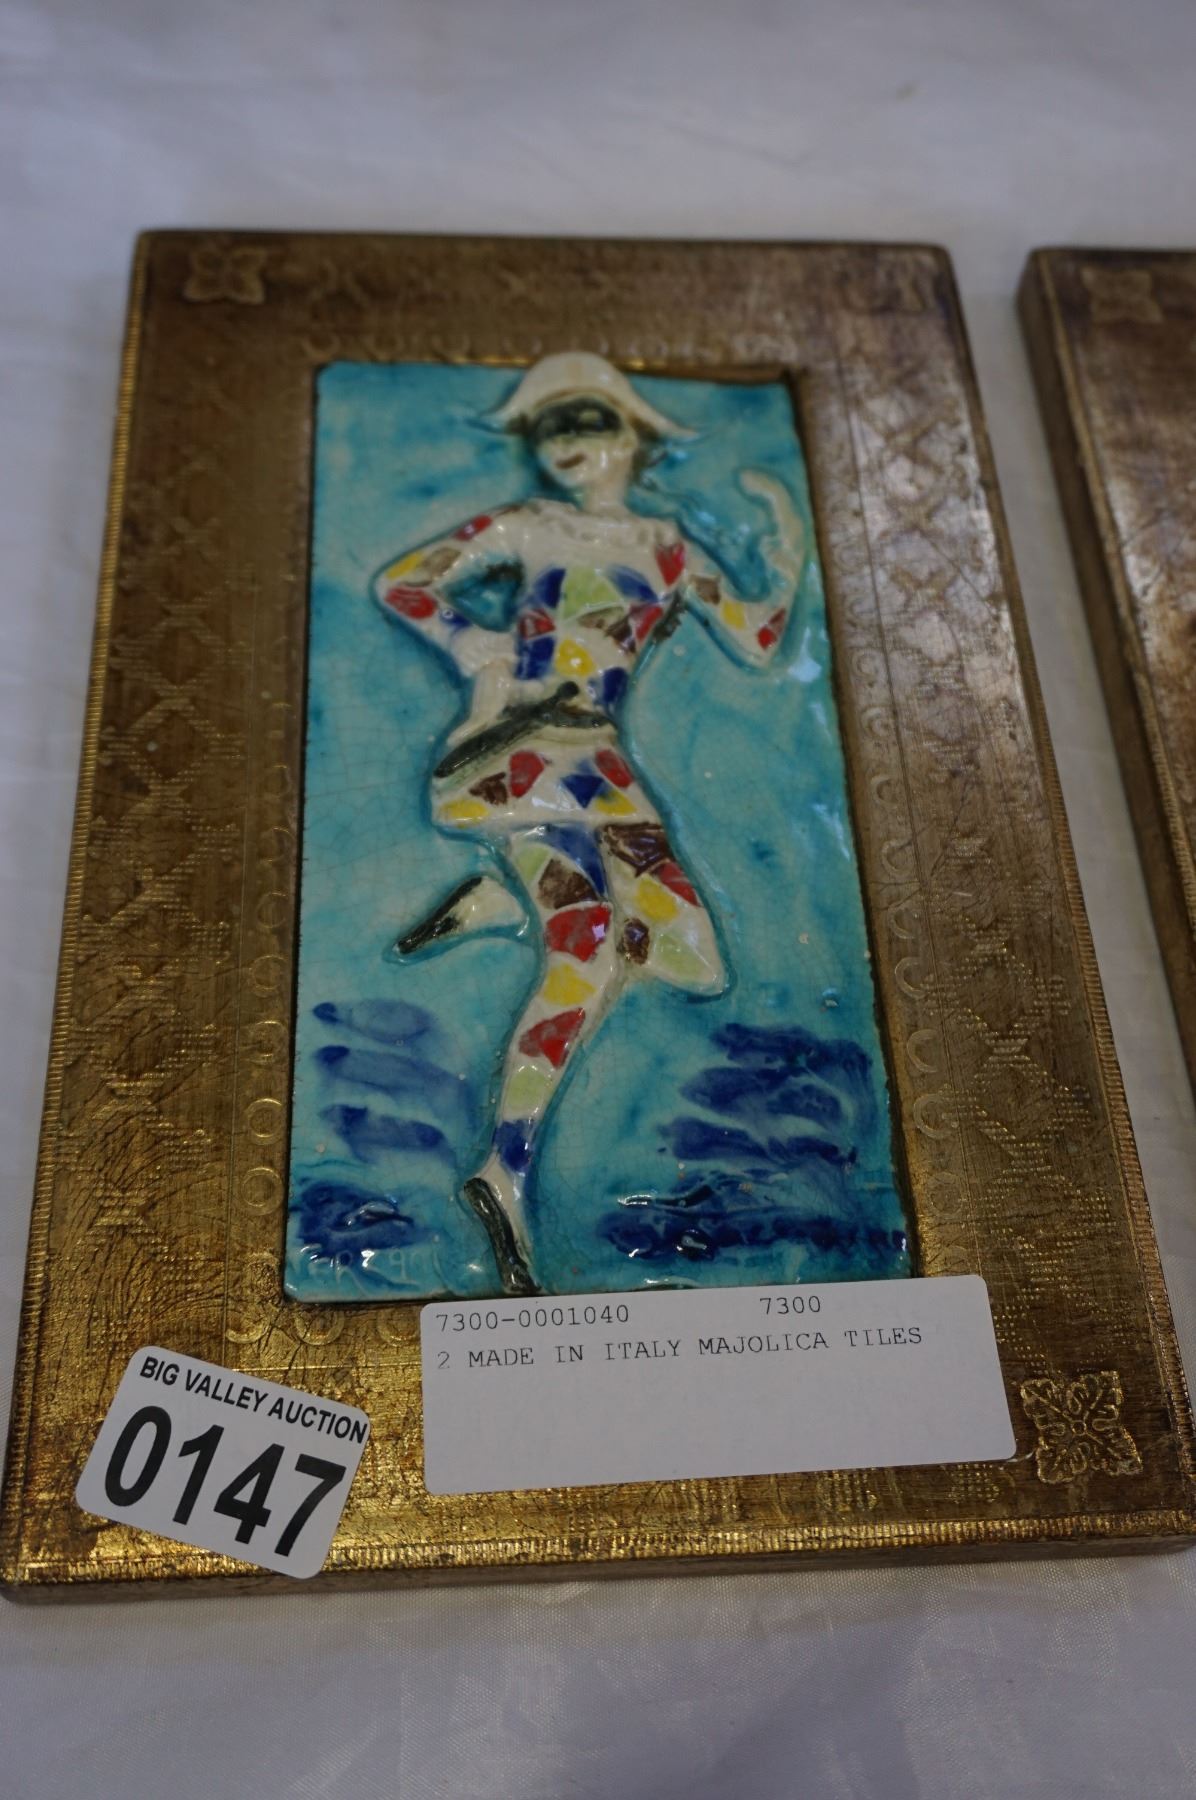 7300-0001040 7300
2 MADE IN ITALY MAJOLICA TILES
BIG VALLEY AUCTION
0147